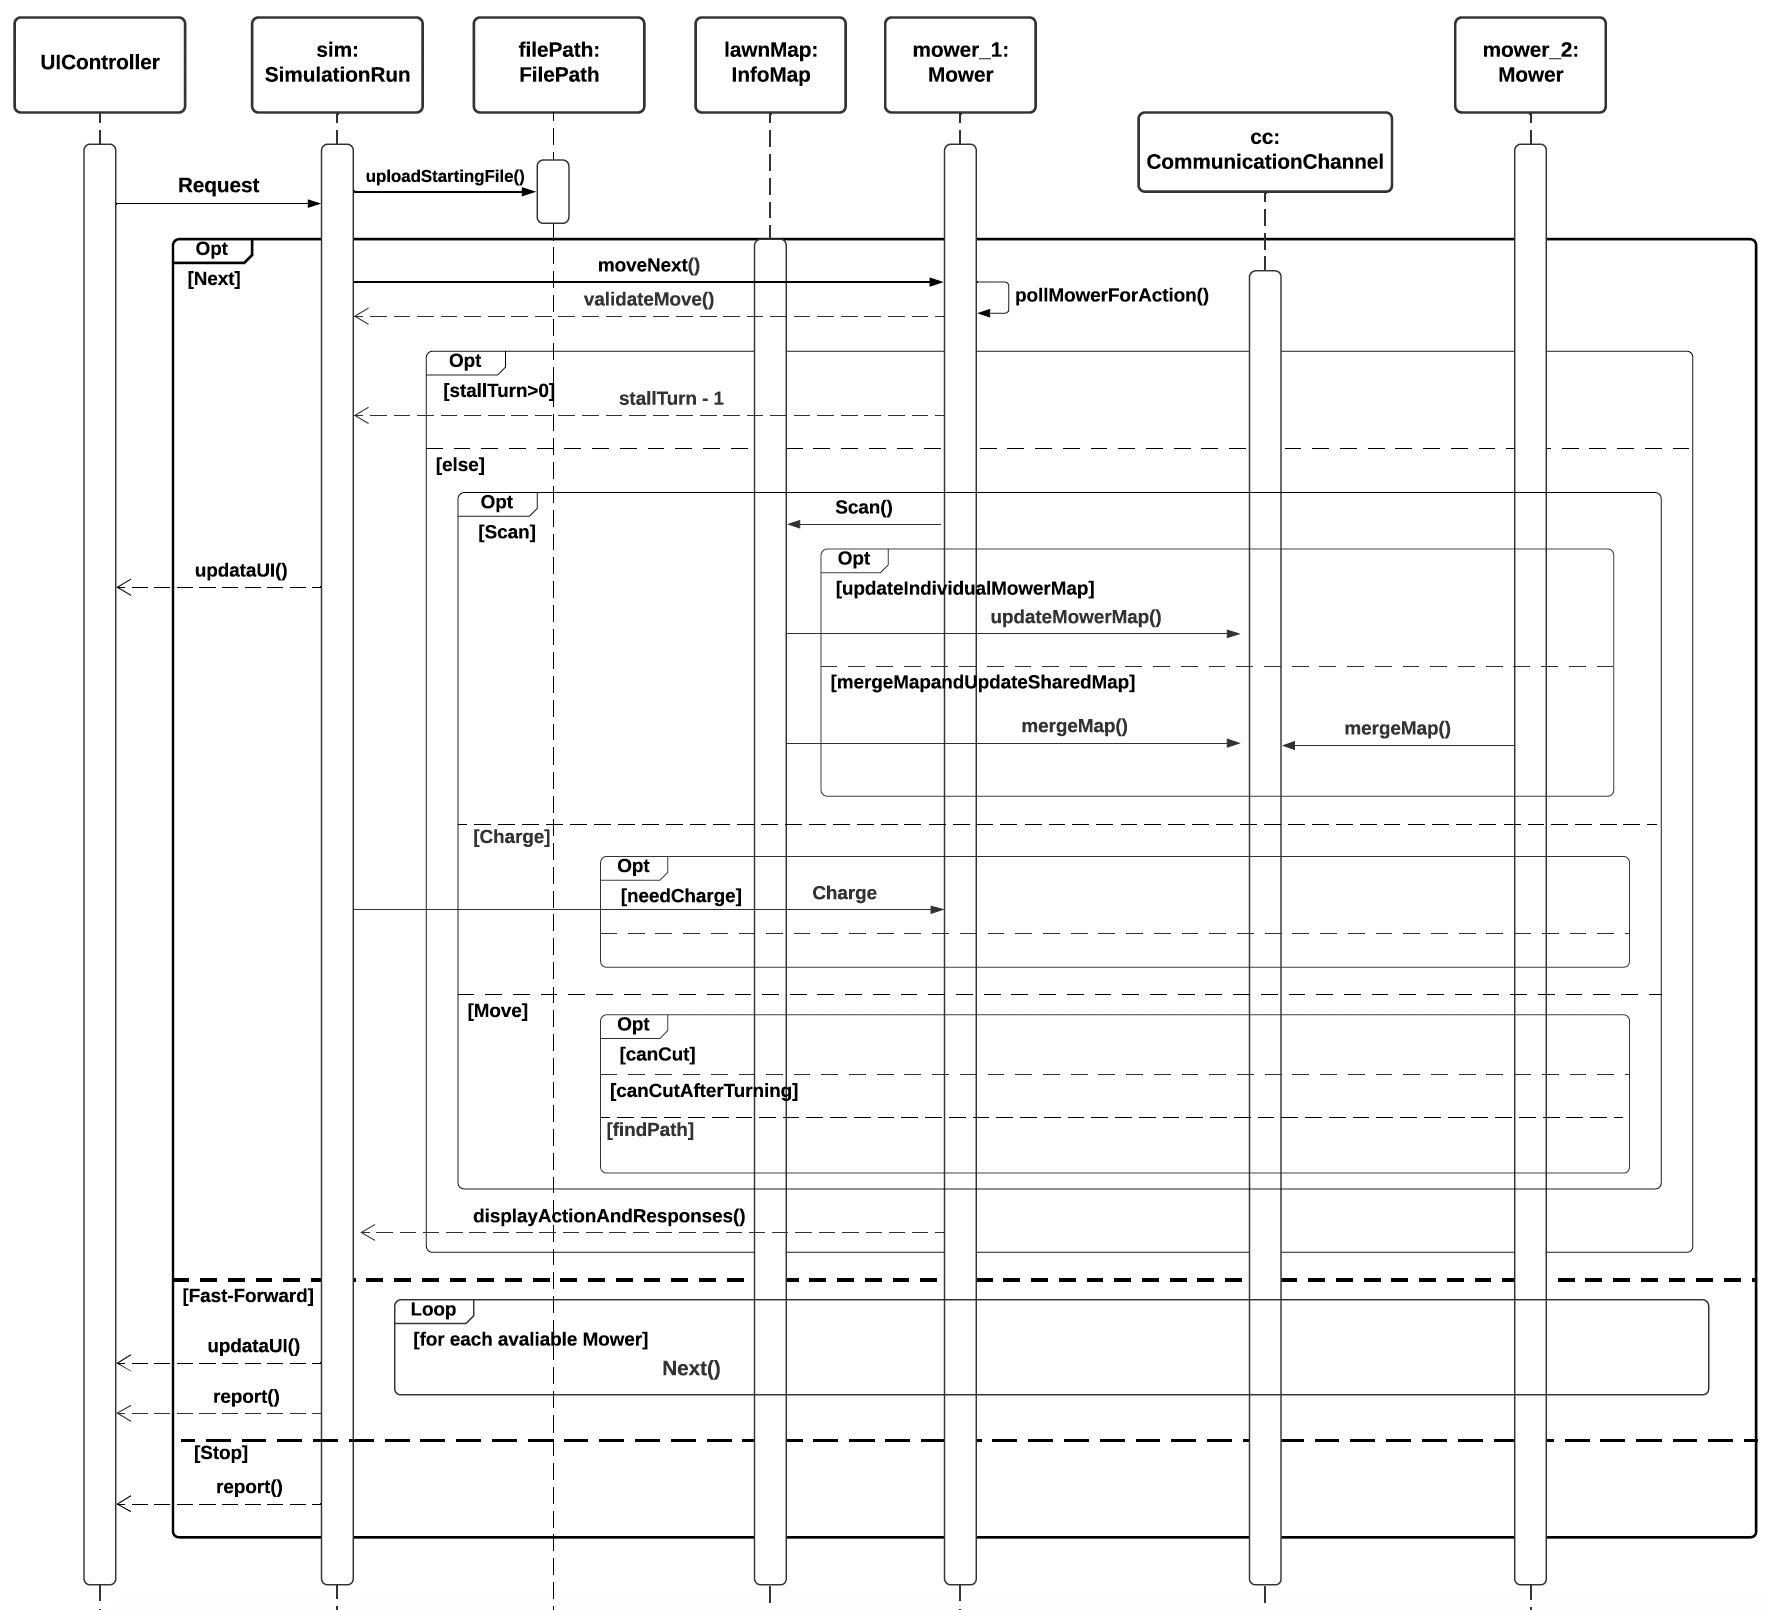 UIController
sim:
SimulationRun
filePath:
FilePath
lawnMap:
InfoMap
mower_1:
Mower
mower_2:
Mower
cc:
CommunicationChannel
Request
uploadStartingFile()
Opt
[Next]
moveNext()
pollMowerForAction()
validateMove()
Opt
[stallTurn>0]
stallTurn - 1
[else]
Opt
[Scan]
Scan()
Opt
updataUI()
[updateIndividualMowerMap]
updateMowerMap()
[mergeMapandUpdateSharedMap]
mergeMap()
mergeMap()
[Charge]
Opt
[needCharge]
Charge
[Move]
Opt
[canCut]
[canCutAfterTurning]
[findPath]
displayActionAndResponses()
[Fast-Forward]
Loop
[for each avaliable Mower]
updataUI()
Next()
report()
[Stop]
report()